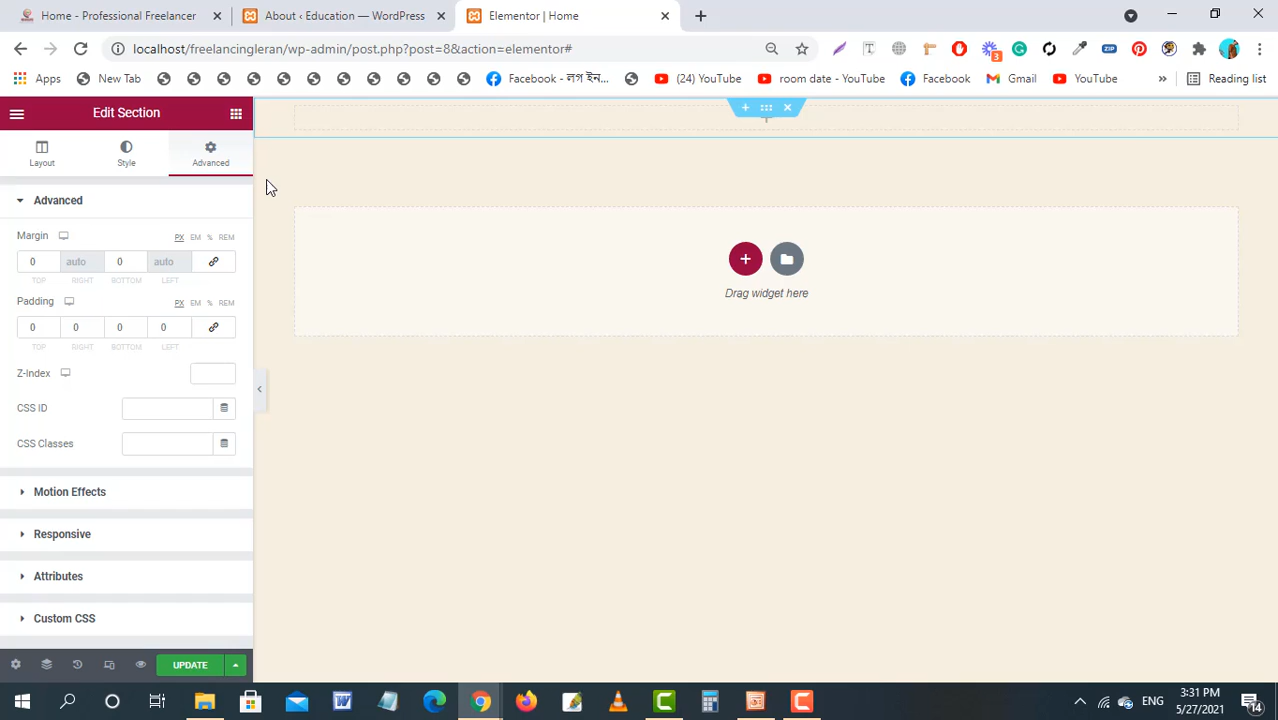 Home - Professional Freelancer
About ‹ Education — WordPress
Elementor | Home
localhost/freelancingleran/wp-admin/post.php?post=8&action=elementor#
Apps
New Tab
Facebook - লগ ইন...
(24) YouTube
room date - YouTube
Facebook
Gmail
YouTube
»
Reading list
3
ZIP
Edit Section
Layout
Style
Advanced
Advanced
Margin
PX EM % REM
0 auto 0 auto
TOP RIGHT BOTTOM LEFT
Padding
PX EM % REM
0 0 0 0
TOP RIGHT BOTTOM LEFT
Z-Index
CSS ID
CSS Classes
Motion Effects
Responsive
Attributes
Custom CSS
UPDATE
Drag widget here
ENG
3:31 PM
5/27/2021
14